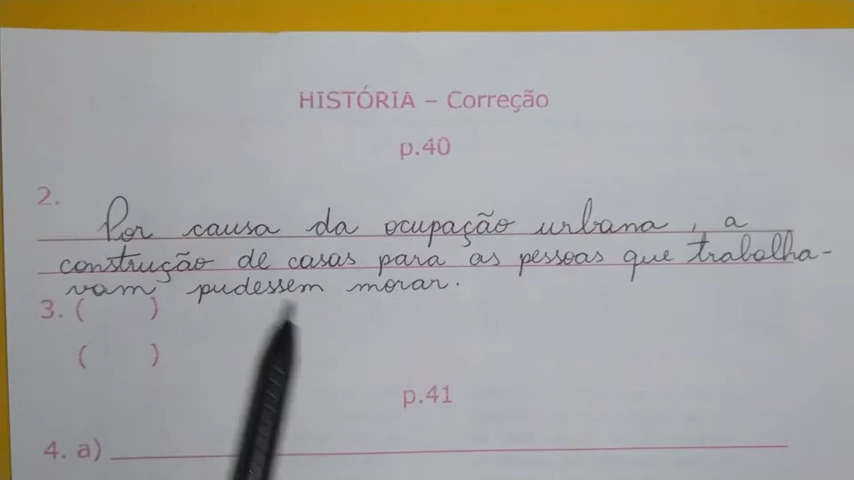 HISTÓRIA – Correção
p.40
2.
Por causa da ocupação urbana, a
construção de casas para as pessoas que trabalha-
vam pudessem morar.
3. (     )
(     )
p.41
4. a)